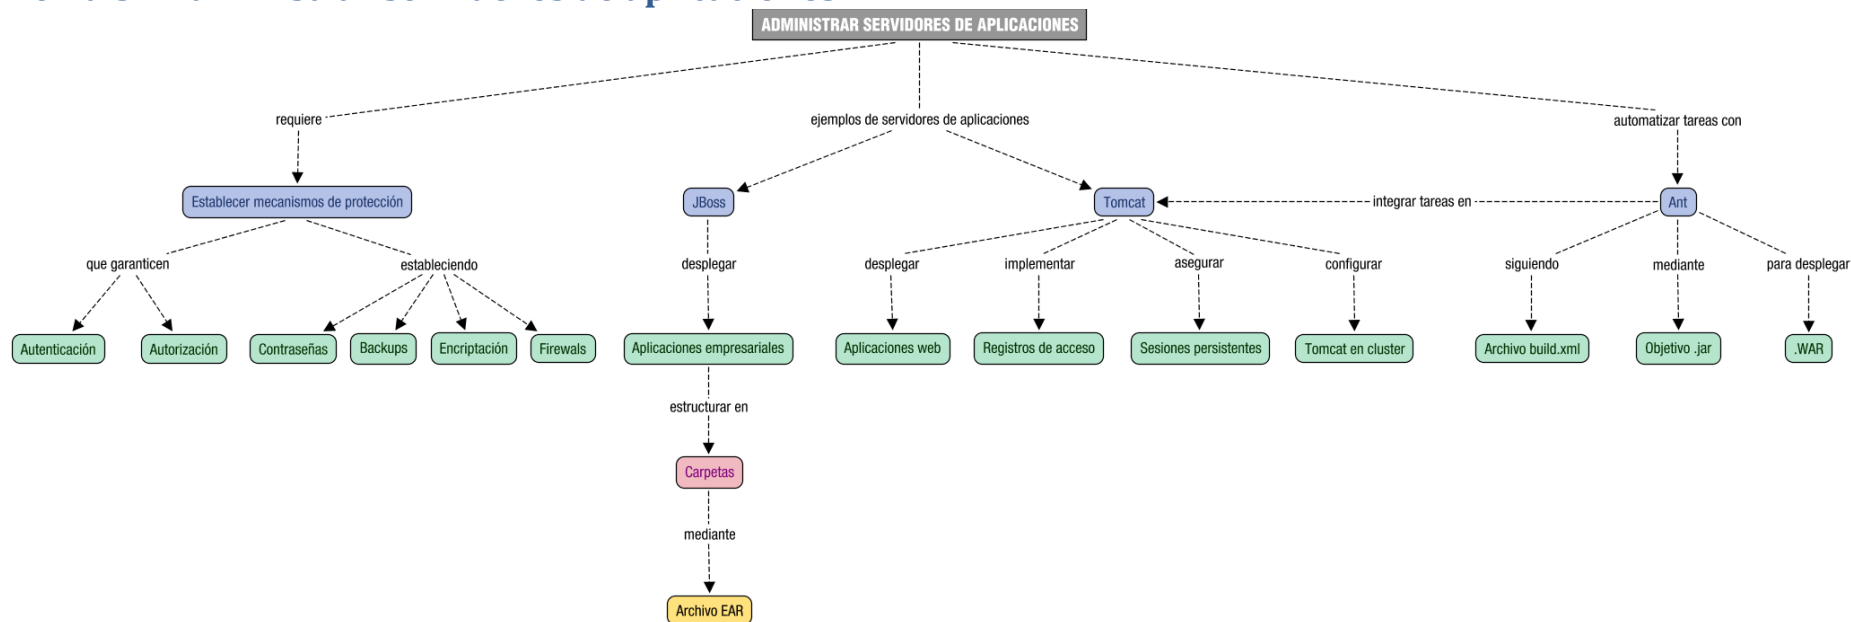 ADMINISTRAR SERVIDORES DE APLICACIONES
requiere
ejemplos de servidores de aplicaciones
automatizar tareas con
Establecer mecanismos de protección
JBoss
Tomcat
integrar tareas en
Ant
que garanticen
estableciendo
desplegar
desplegar
implementar
asegurar
configurar
siguiendo
mediante
para desplegar
Autenticación
Autorización
Contraseñas
Backups
Encriptación
Firewals
Aplicaciones empresariales
Aplicaciones web
Registros de acceso
Sesiones persistentes
Tomcat en cluster
Archivo build.xml
Objetivo .jar
.WAR
estructurar en
Carpetas
mediante
Archivo EAR